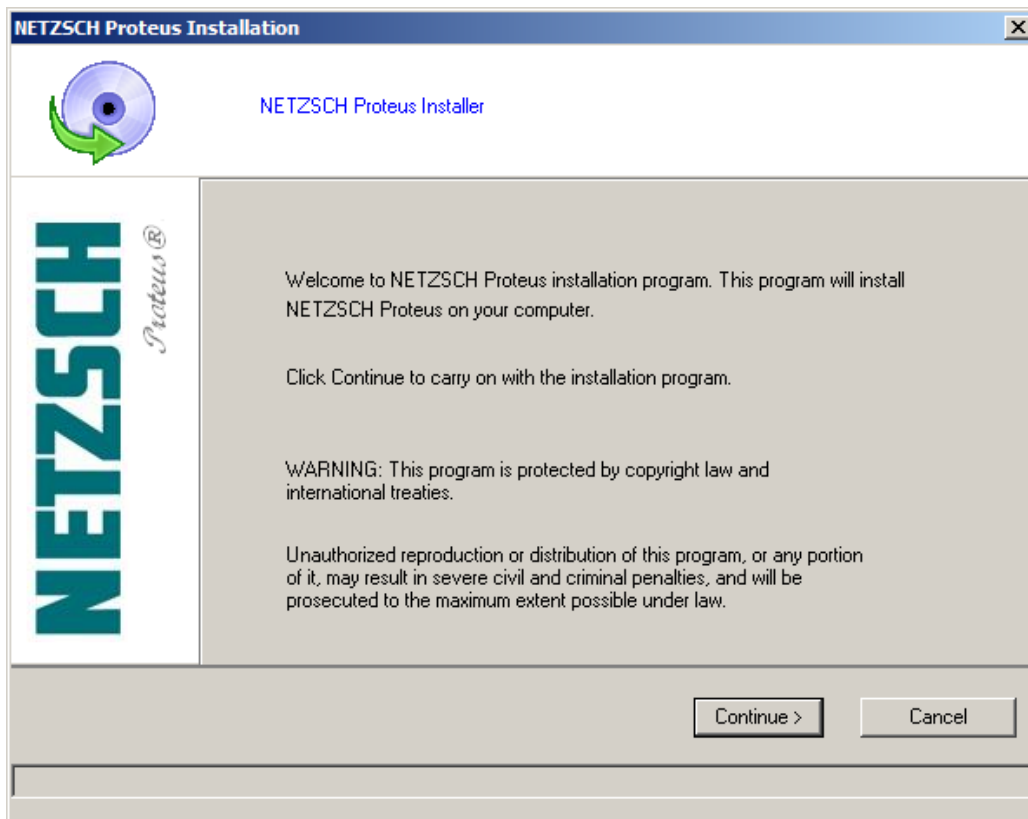 NETZSCH Proteus Installation
NETZSCH Proteus Installer
NETZSCH
Proteus®
Welcome to NETZSCH Proteus installation program. This program will install
NETZSCH Proteus on your computer.
Click Continue to carry on with the installation program.
WARNING: This program is protected by copyright law and
international treaties.
Unauthorized reproduction or distribution of this program, or any portion
of it, may result in severe civil and criminal penalties, and will be
prosecuted to the maximum extent possible under law.
Continue >
Cancel